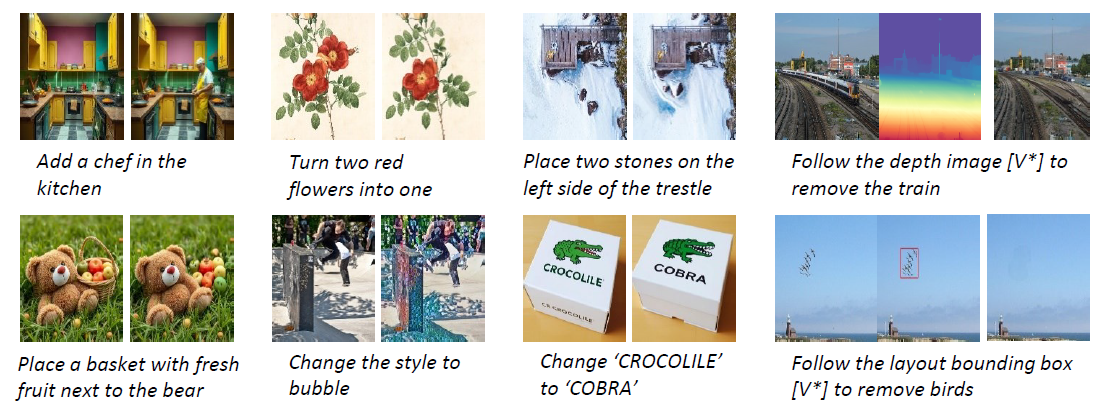 Add a chef in the
kitchen
Turn two red
flowers into one
Place two stones on the
left side of the trestle
Follow the depth image [V*] to
remove the train
CROCOLILE
COBRA
CR CROCOLILE
Place a basket with fresh
fruit next to the bear
Change the style to
bubble
Change ‘CROCOLILE’
to ‘COBRA’
Follow the layout bounding box
[V*] to remove birds